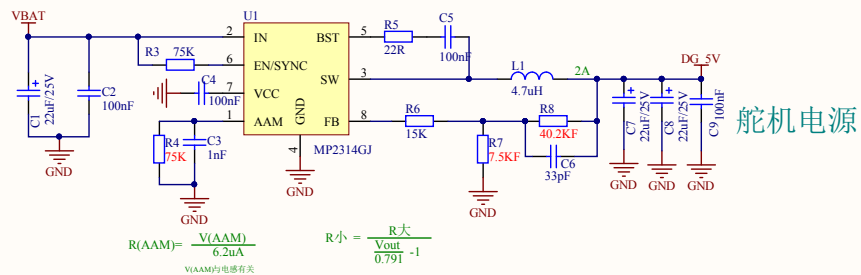 VBAT
U1
2 IN
BST 5
R5
22R
C5
100nF
R3
75K
6 EN/SYNC
SW 3
L1
4.7uH
2A
DG_5V
C1
22uF/25V
C2
100nF
C4
100nF
7 VCC
GND
1 AAM
FB 8
R6
15K
R8
40.2KF
C7
22uF/25V
C8
22uF/25V
C9
100nF
舵机电源
R4
75K
C3
1nF
4
MP2314GJ
R7
7.5KF
C6
33pF
GND
GND
GND
GND
GND
GND
GND
R(AAM)= V(AAM)
6.2uA
V(AAM)与电感有关
R小 = R大
Vout
0.791 -1